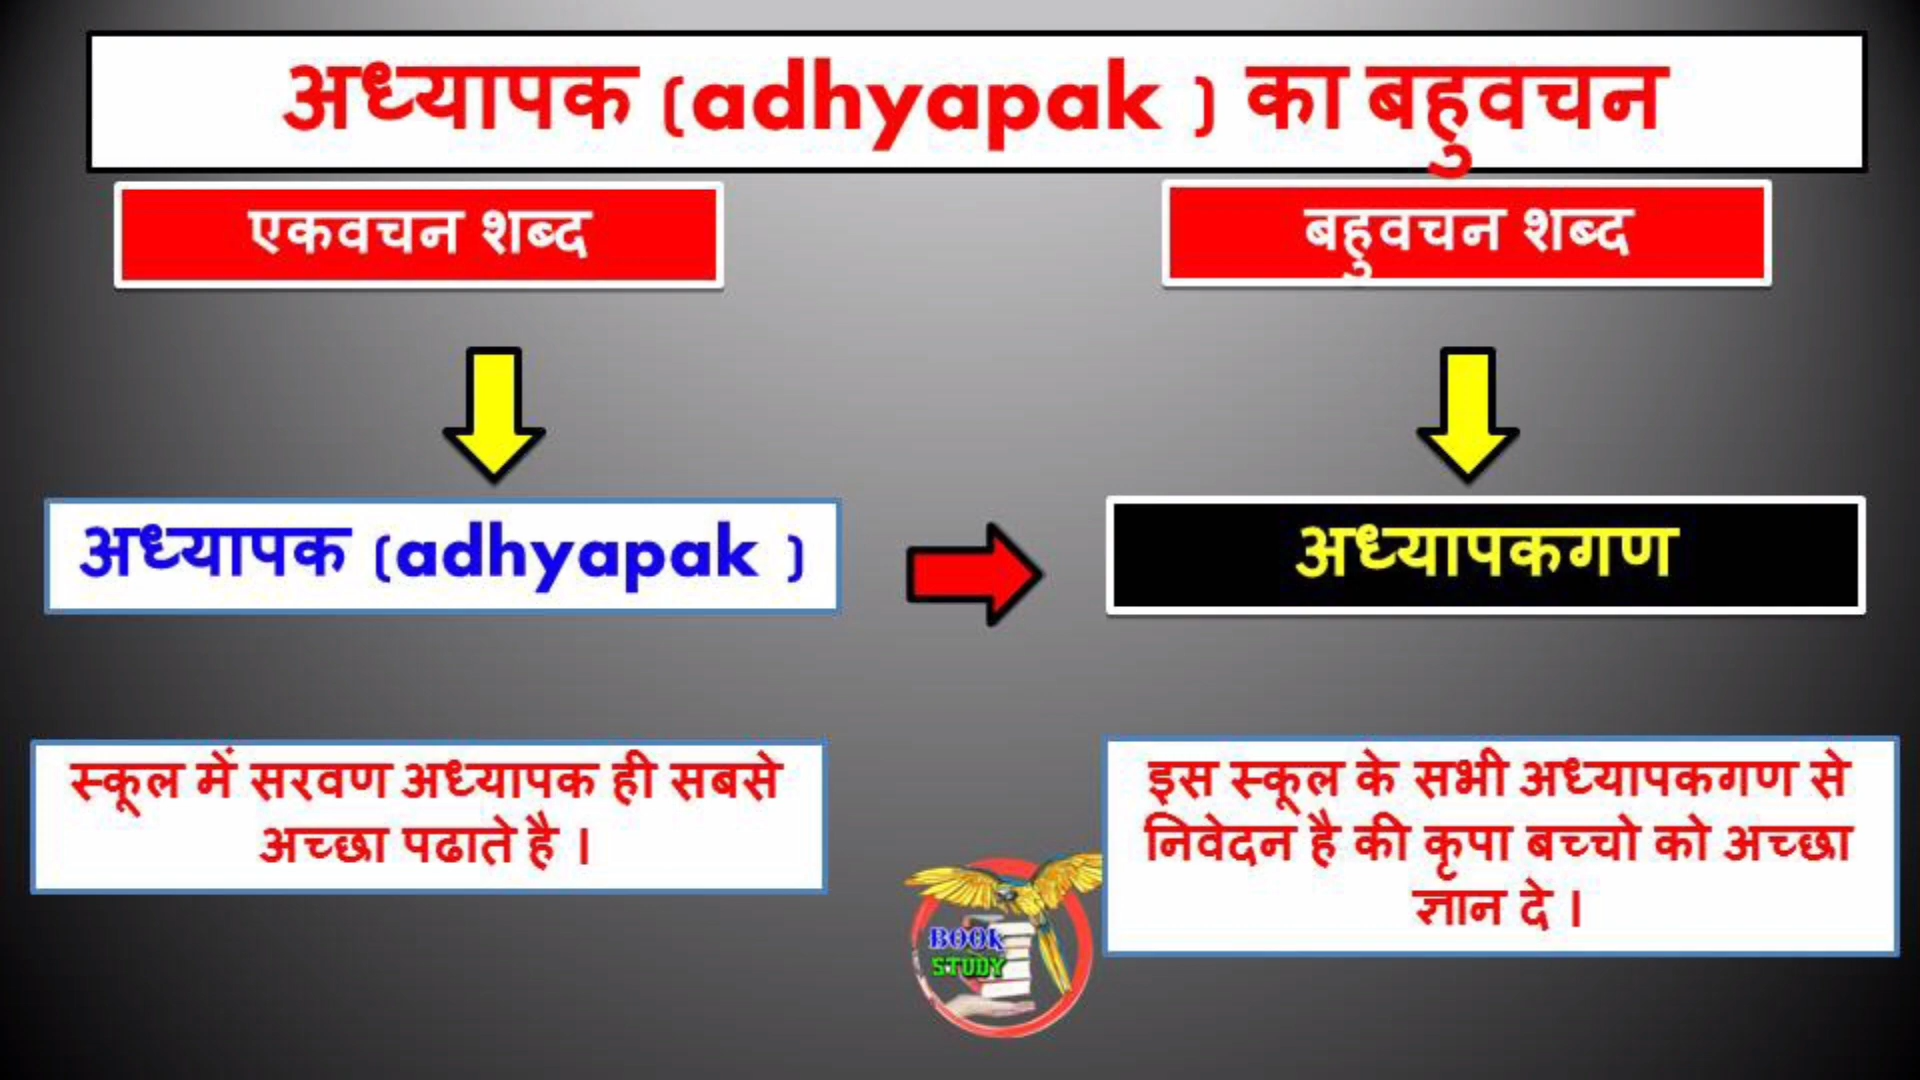 अध्यापक (adhyapak ) का बहुवचन
एकवचन शब्द
बहुवचन शब्द
अध्यापक (adhyapak )
अध्यापकगण
स्कूल में सरवण अध्यापक ही सबसे
अच्छा पढाते है ।
इस स्कूल के सभी अध्यापकगण से
निवेदन है की कृपा बच्चो को अच्छा
ज्ञान दे ।
BOOK
STUDY